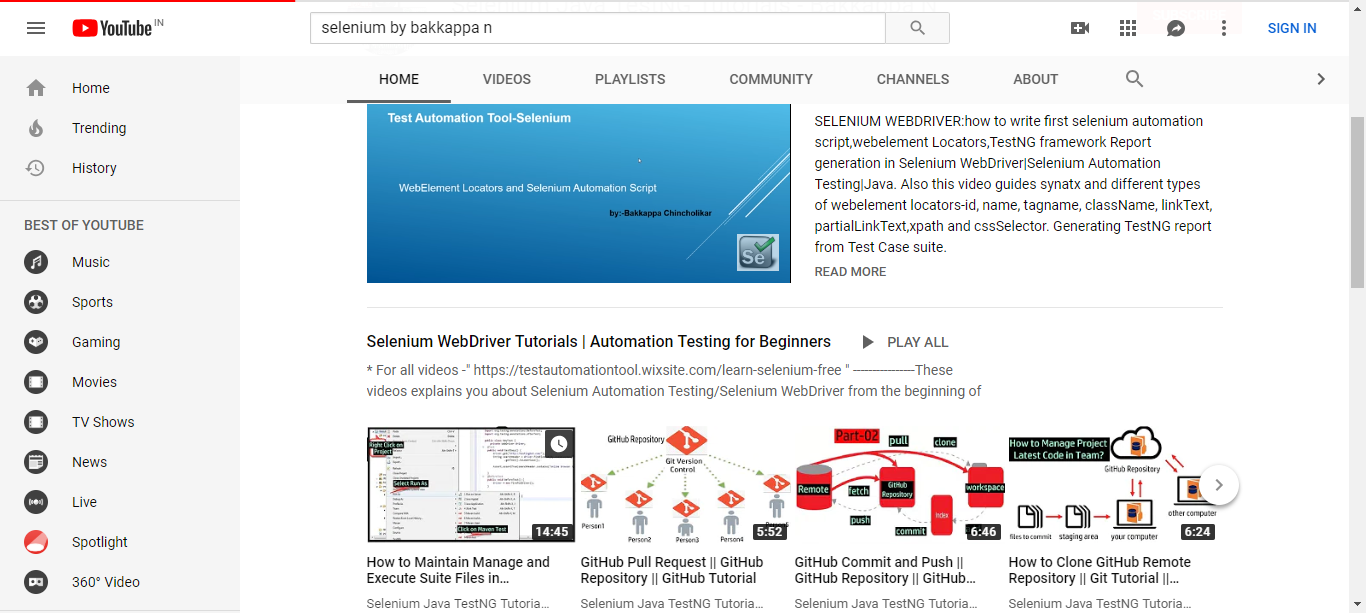 YouTube IN
selenium by bakkappa n
SIGN IN
HOME VIDEOS PLAYLISTS COMMUNITY CHANNELS ABOUT
Home
Trending
History
BEST OF YOUTUBE
Music
Sports
Gaming
Movies
TV Shows
News
Live
Spotlight
360° Video
Test Automation Tool-Selenium
WebElement Locators and Selenium Automation Script
by:-Bakkappa Chincholikar
Se
SELENIUM WEBDRIVER:how to write first selenium automation
script,webelement Locators,TestNG framework Report
generation in Selenium WebDriver|Selenium Automation
Testing|Java. Also this video guides synatx and different types
of webelement locators-id, name, tagname, className, linkText,
partialLinkText,xpath and cssSelector. Generating TestNG report
from Test Case suite.
READ MORE
Selenium WebDriver Tutorials | Automation Testing for Beginners
PLAY ALL
* For all videos -" https://testautomationtool.wixsite.com/learn-selenium-free " ----------------These
videos explains you about Selenium Automation Testing/Selenium WebDriver from the beginning of
Right Click on
Project
Select Run As
Click on Maven Test
14:45
How to Maintain Manage and
Execute Suite Files in...
Selenium Java TestNG Tutoria...
GitHub Repository
Git Version
Control
Person1
Person2
Person3
Person4
Person5
5:52
GitHub Pull Request || GitHub
Repository || GitHub Tutorial
Selenium Java TestNG Tutoria...
Part-02
pull
clone
Remote
fetch
GitHub
Repository
workspace
push
Index
commit
6:46
GitHub Commit and Push ||
GitHub Repository || GitHub...
Selenium Java TestNG Tutoria...
How to Manage Project
Latest Code in Team?
GitHub Repository
other computer
files to commit
staging area
your computer
6:24
How to Clone GitHub Remote
Repository || Git Tutorial ||...
Selenium Java TestNG Tutoria...